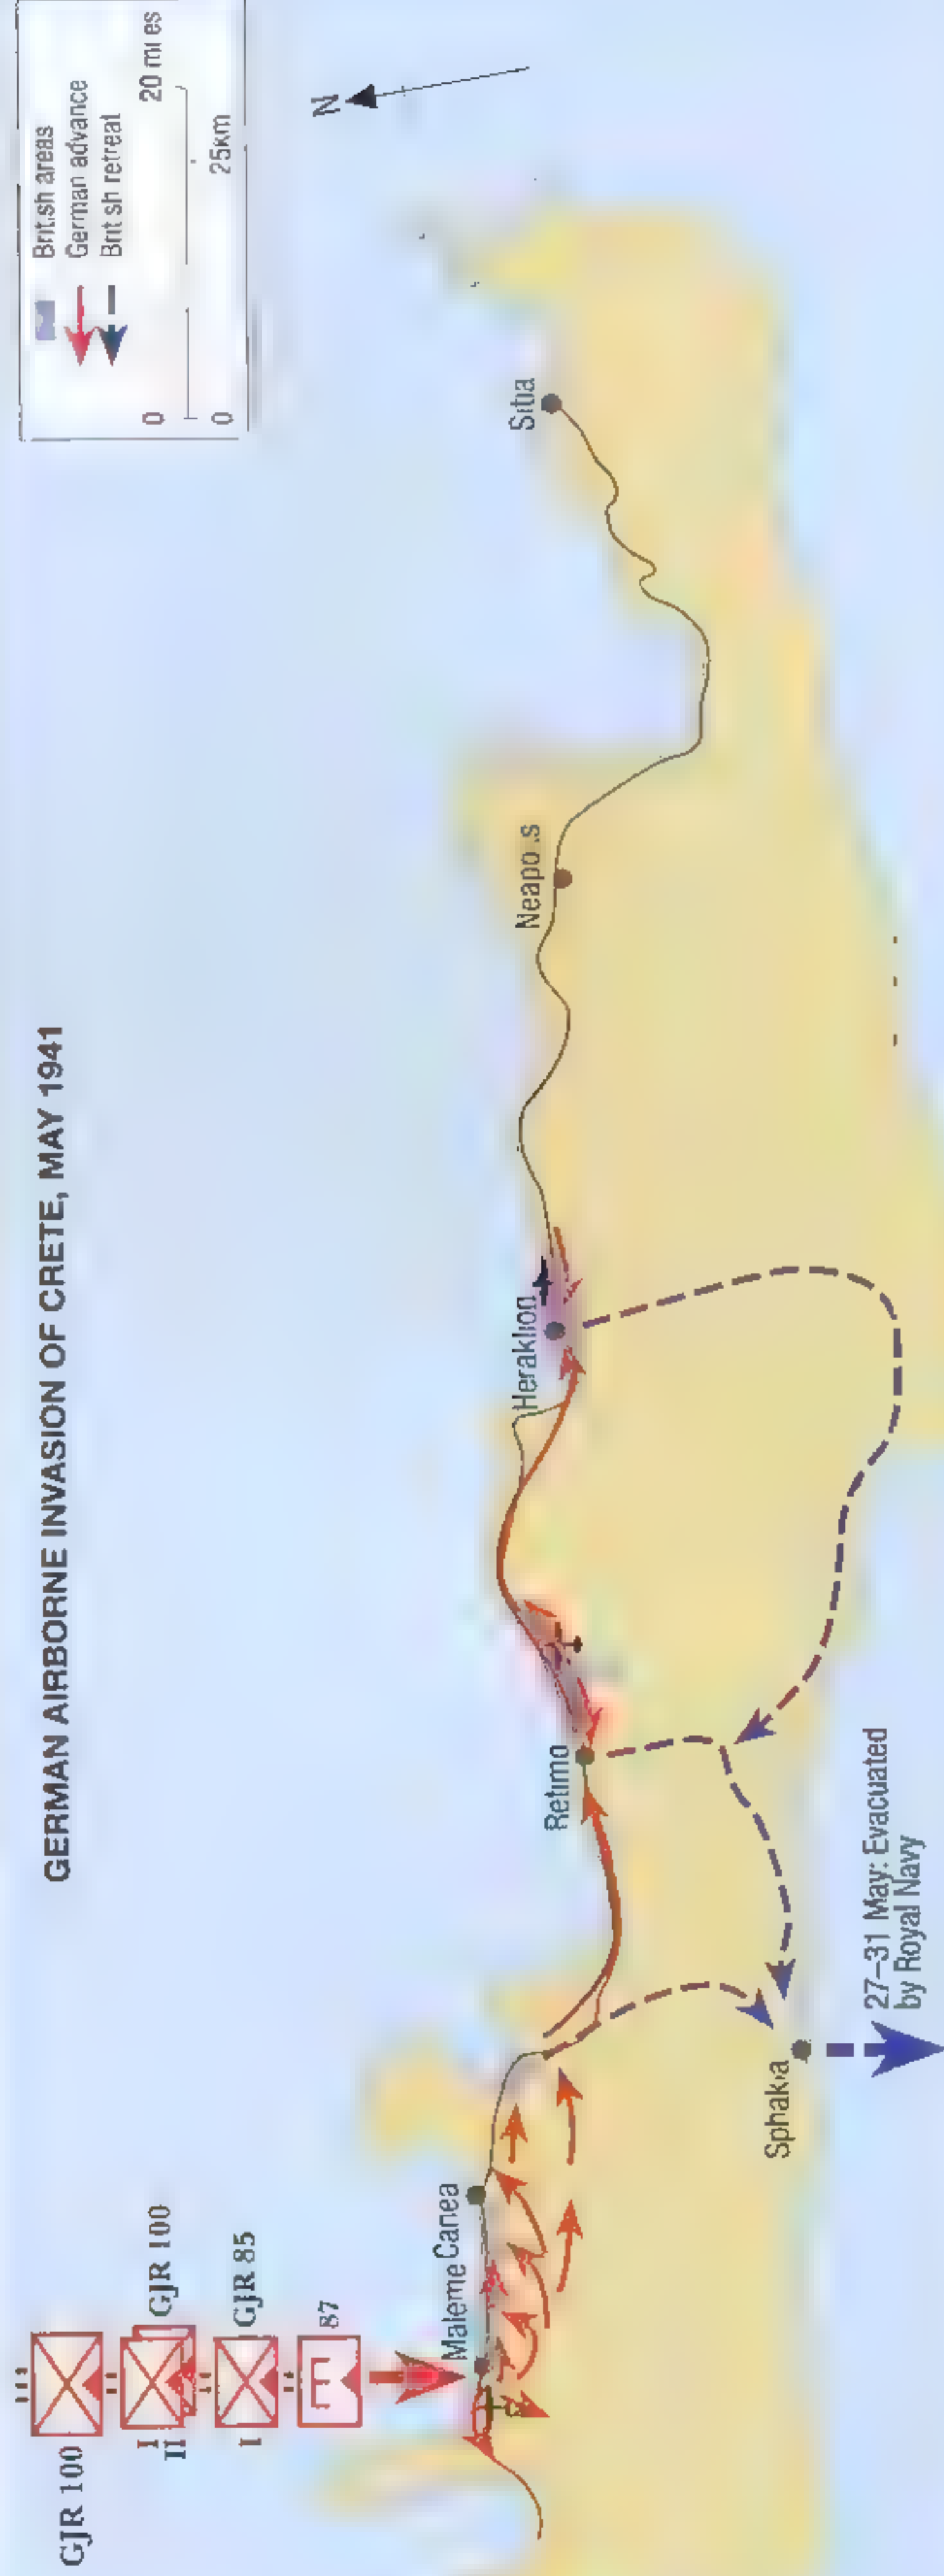 GERMAN AIRBORNE INVASION OF CRETE, MAY 1941
British areas
German advance
British retreat
0 20 miles
0 25km
N
GJR 100
I
II
GJR 100
I
GJR 85
E
87
Maleme
Canea
Retimo
Heraklion
Neapolis
Sitia
Sphakia
27–31 May: Evacuated
by Royal Navy